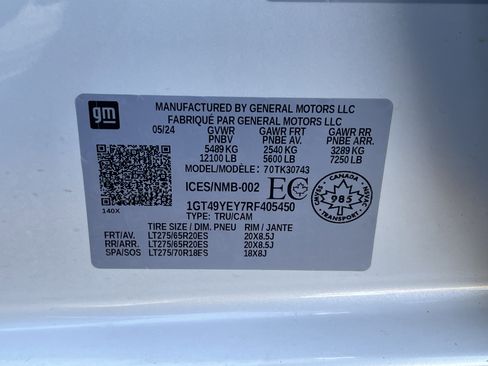 gm
MANUFACTURED BY GENERAL MOTORS LLC
FABRIQUÉ PAR GENERAL MOTORS LLC
05/24 GVWR GAWR FRT GAWR RR
PNBV PNBE AV. PNBE ARR.
5489 KG 2540 KG 3289 KG
12100 LB 5600 LB 7250 LB
MODEL/MODÈLE: 70TK30743
ICES/NMB-002 EC
CANADA
CMVSS 985 NSVAC
1GT49YEY7RF405450
140X
TYPE: TRU/CAM
TIRE SIZE / DIM. PNEU RIM / JANTE
FRT/AV. LT275/65R20ES 20X8.5J
RR/ARR. LT275/65R20ES 20X8.5J
SPA/SOS LT275/70R18ES 18X8J